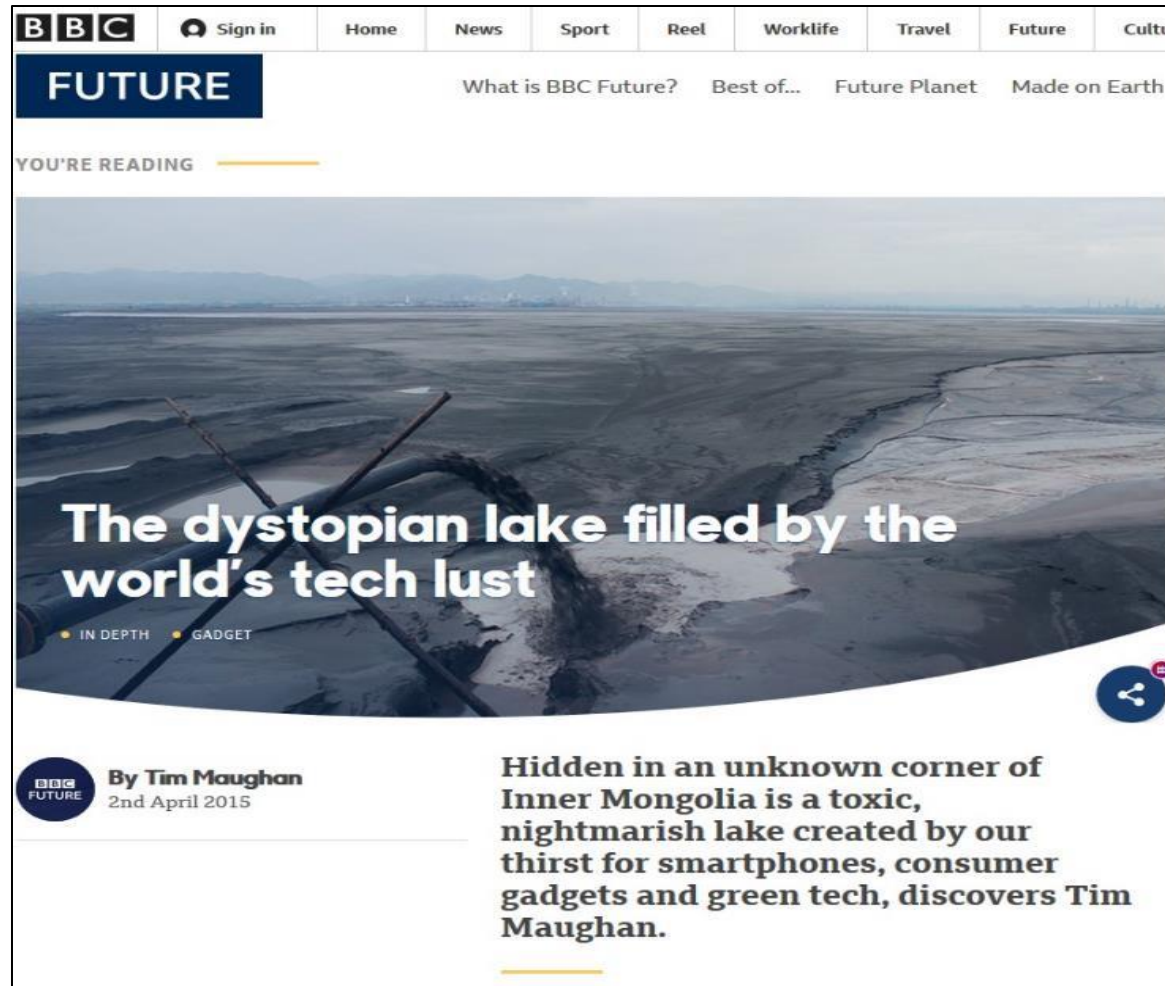 BBC
Sign in
Home
News
Sport
Reel
Worklife
Travel
Future
Cultu
FUTURE
What is BBC Future?
Best of...
Future Planet
Made on Earth
YOU'RE READING
The dystopian lake filled by the
world's tech lust
IN DEPTH
GADGET
BBC
FUTURE
By Tim Maughan
2nd April 2015
Hidden in an unknown corner of
Inner Mongolia is a toxic,
nightmarish lake created by our
thirst for smartphones, consumer
gadgets and green tech, discovers Tim
Maughan.